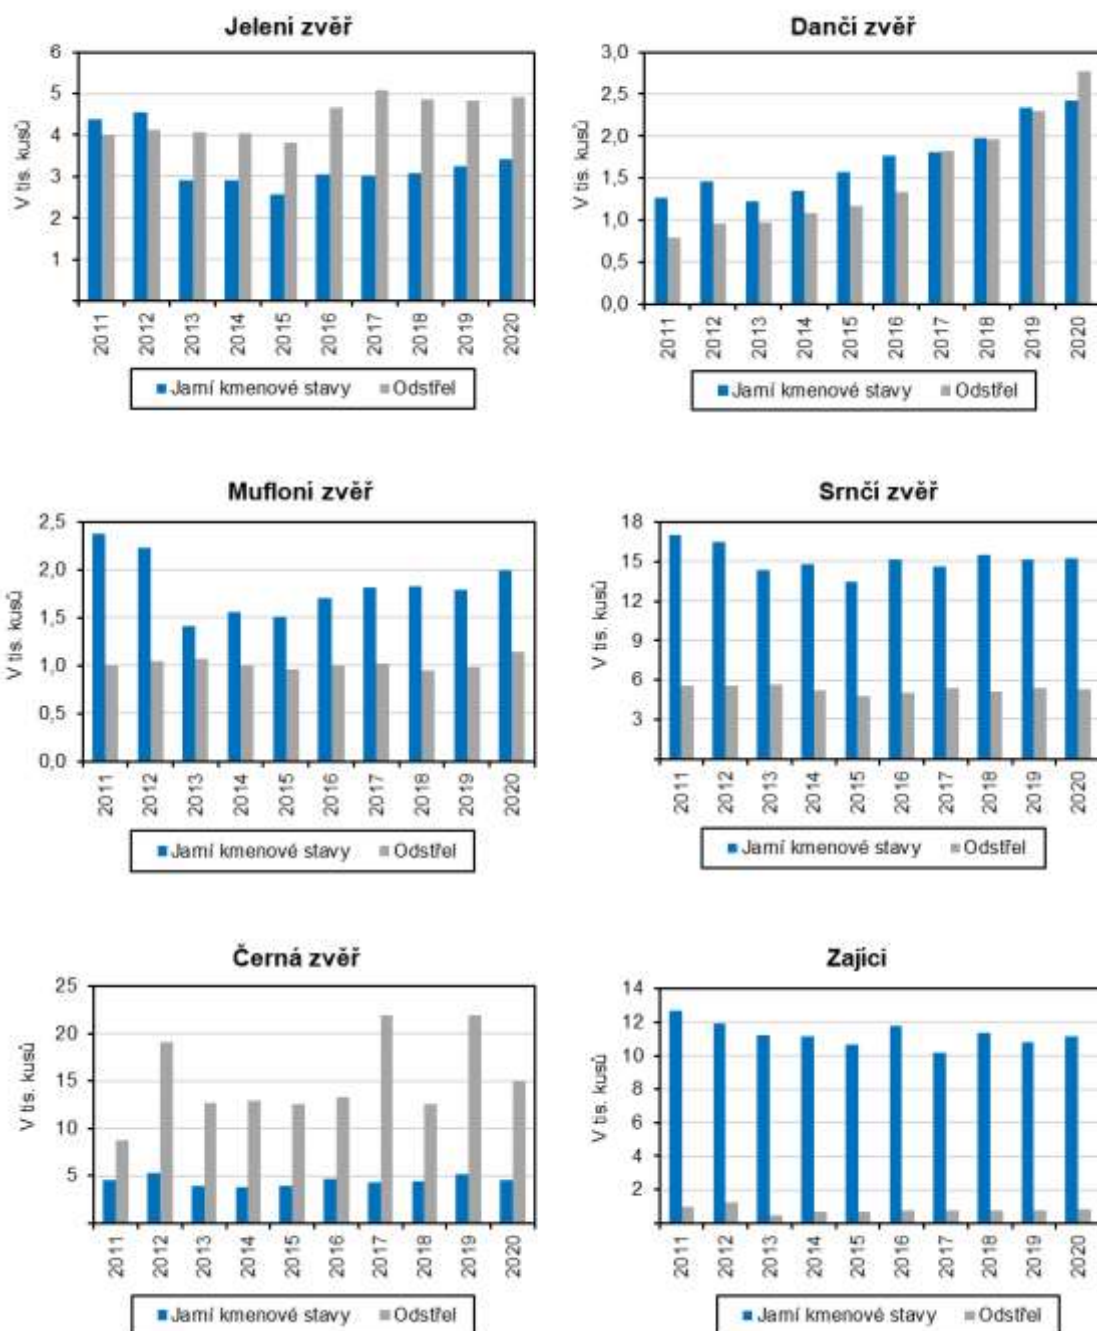 Jelení zvěř
V tis. kusů
6
5
4
3
2
1
2011 2012 2013 2014 2015 2016 2017 2018 2019 2020
Jarní kmenové stavy Odstřel
Dančí zvěř
V tis. kusů
3,0
2,5
2,0
1,5
1,0
0,5
0,0
2011 2012 2013 2014 2015 2016 2017 2018 2019 2020
Jarní kmenové stavy Odstřel
Mufloní zvěř
V tis. kusů
2,5
2,0
1,5
1,0
0,5
0,0
2011 2012 2013 2014 2015 2016 2017 2018 2019 2020
Jarní kmenové stavy Odstřel
Srnčí zvěř
V tis. kusů
18
15
12
9
6
3
2011 2012 2013 2014 2015 2016 2017 2018 2019 2020
Jarní kmenové stavy Odstřel
Černá zvěř
V tis. kusů
25
20
15
10
5
2011 2012 2013 2014 2015 2016 2017 2018 2019 2020
Jarní kmenové stavy Odstřel
Zajíci
V tis. kusů
14
12
10
8
6
4
2
2011 2012 2013 2014 2015 2016 2017 2018 2019 2020
Jarní kmenové stavy Odstřel